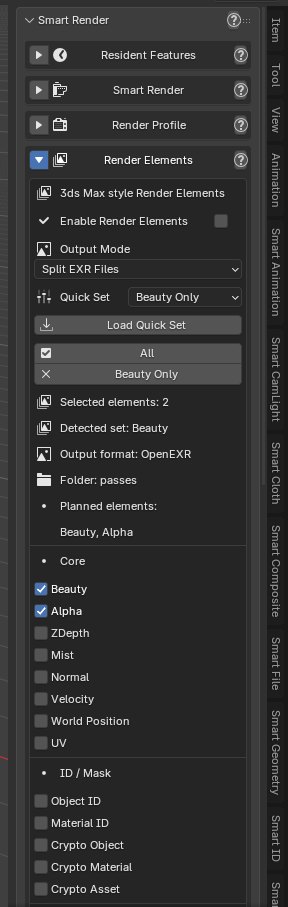 Smart Render
Resident Features
Smart Render
Render Profile
Render Elements
3ds Max style Render Elements
Enable Render Elements
Output Mode
Split EXR Files
Quick Set
Beauty Only
Load Quick Set
All
Beauty Only
Selected elements: 2
Detected set: Beauty
Output format: OpenEXR
Folder: passes
Planned elements:
Beauty, Alpha
Core
Beauty
Alpha
ZDepth
Mist
Normal
Velocity
World Position
UV
ID / Mask
Object ID
Material ID
Crypto Object
Crypto Material
Crypto Asset
Item
Tool
View
Animation
Smart Animation
Smart CamLight
Smart Cloth
Smart Composite
Smart File
Smart Geometry
Smart ID